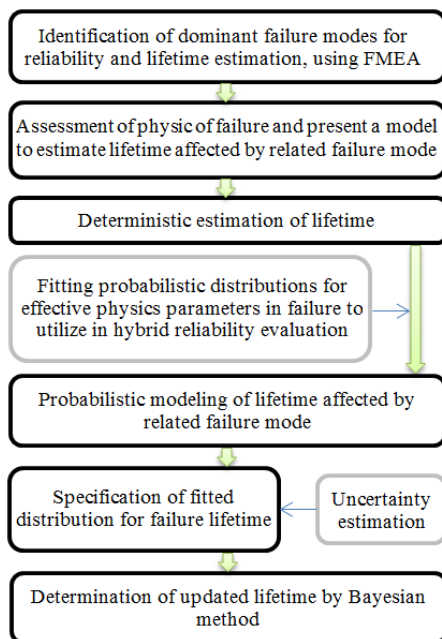 Identification of dominant failure modes for
reliability and lifetime estimation, using FMEA
Assessment of physic of failure and present a model
to estimate lifetime affected by related failure mode
Deterministic estimation of lifetime
Fitting probabilistic distributions for
effective physics parameters in failure to
utilize in hybrid reliability evaluation
Probabilistic modeling of lifetime affected by
related failure mode
Specification of fitted
distribution for failure lifetime
Uncertainty
estimation
Determination of updated lifetime by Bayesian
method